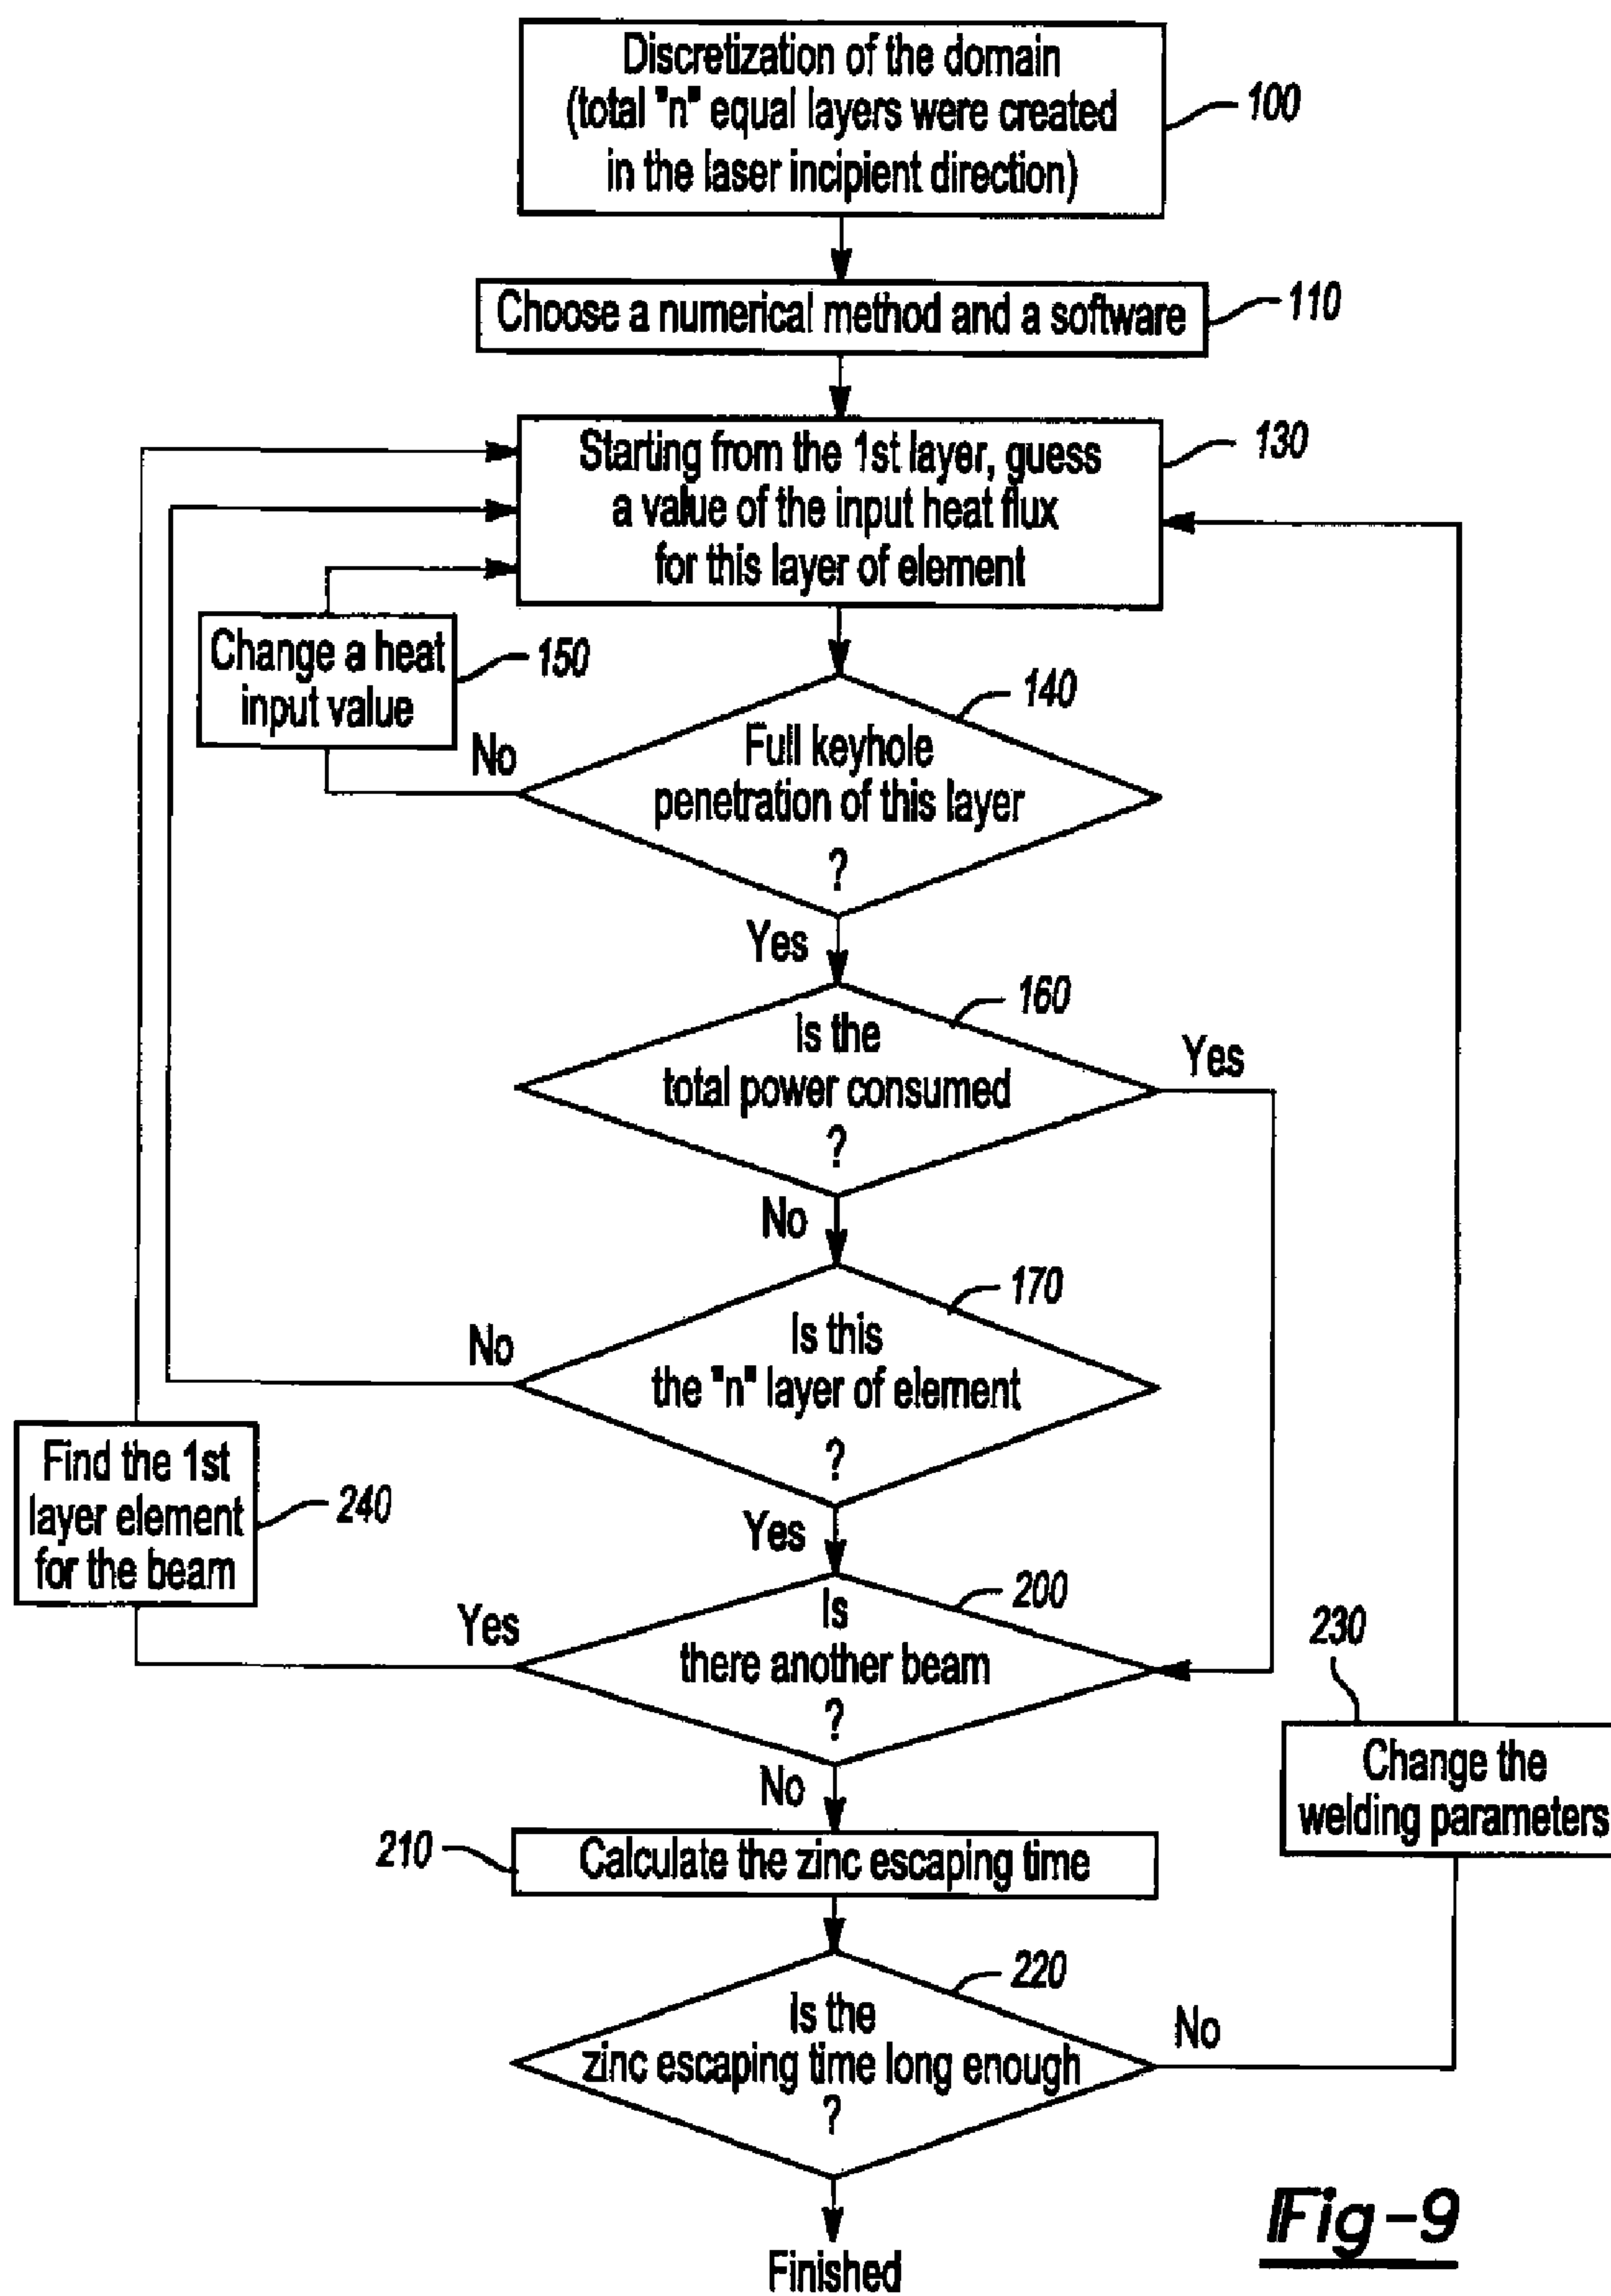 Discretization of the domain
(total "n" equal layers were created
in the laser incipient direction)
100
Choose a numerical method and a software
110
Starting from the 1st layer, guess
a value of the input heat flux
for this layer of element
130
Change a heat
input value
150
140
No
Full keyhole
penetration of this layer
?
Yes
160
Is the
total power consumed
?
Yes
No
170
No
Is this
the "n" layer of element
?
Find the 1st
layer element
for the beam
240
Yes
200
Yes
Is
there another beam
?
230
Change the
welding parameters
No
210
Calculate the zinc escaping time
220
Is the
zinc escaping time long enough
?
No
Finished
Fig-9